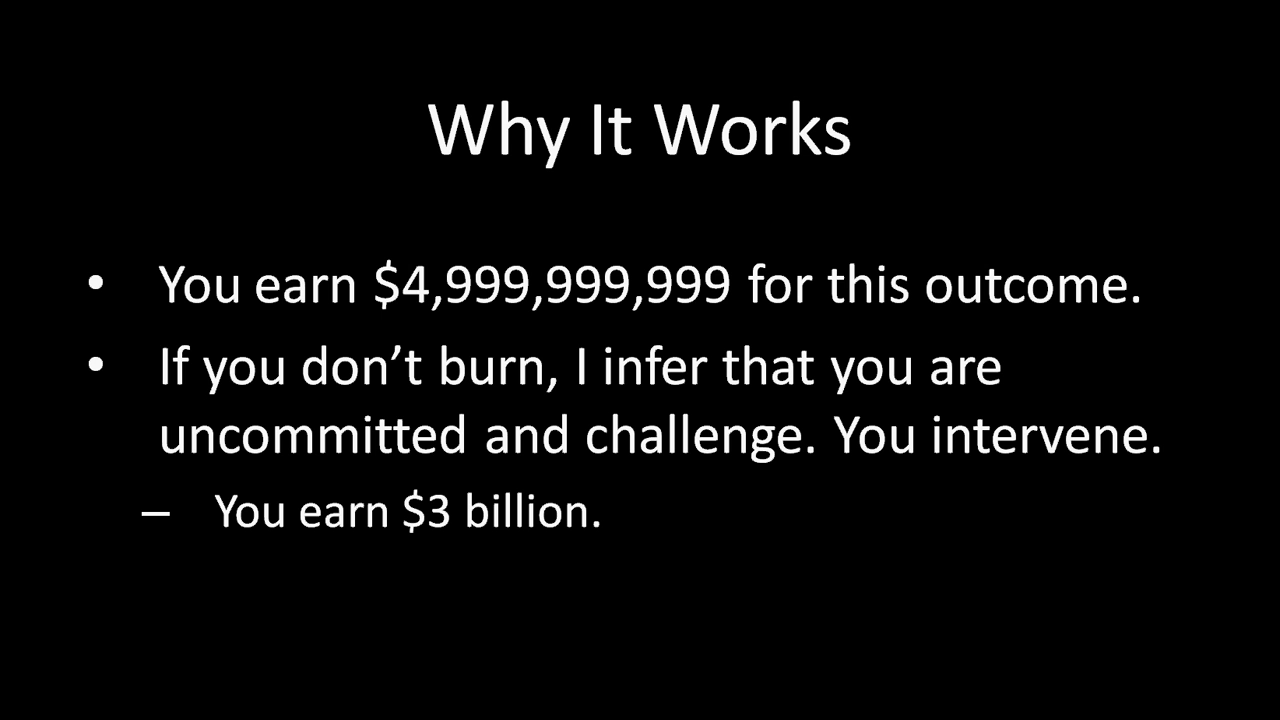 Why It Works
• You earn $4,999,999,999 for this outcome.
• If you don’t burn, I infer that you are
uncommitted and challenge. You intervene.
– You earn $3 billion.